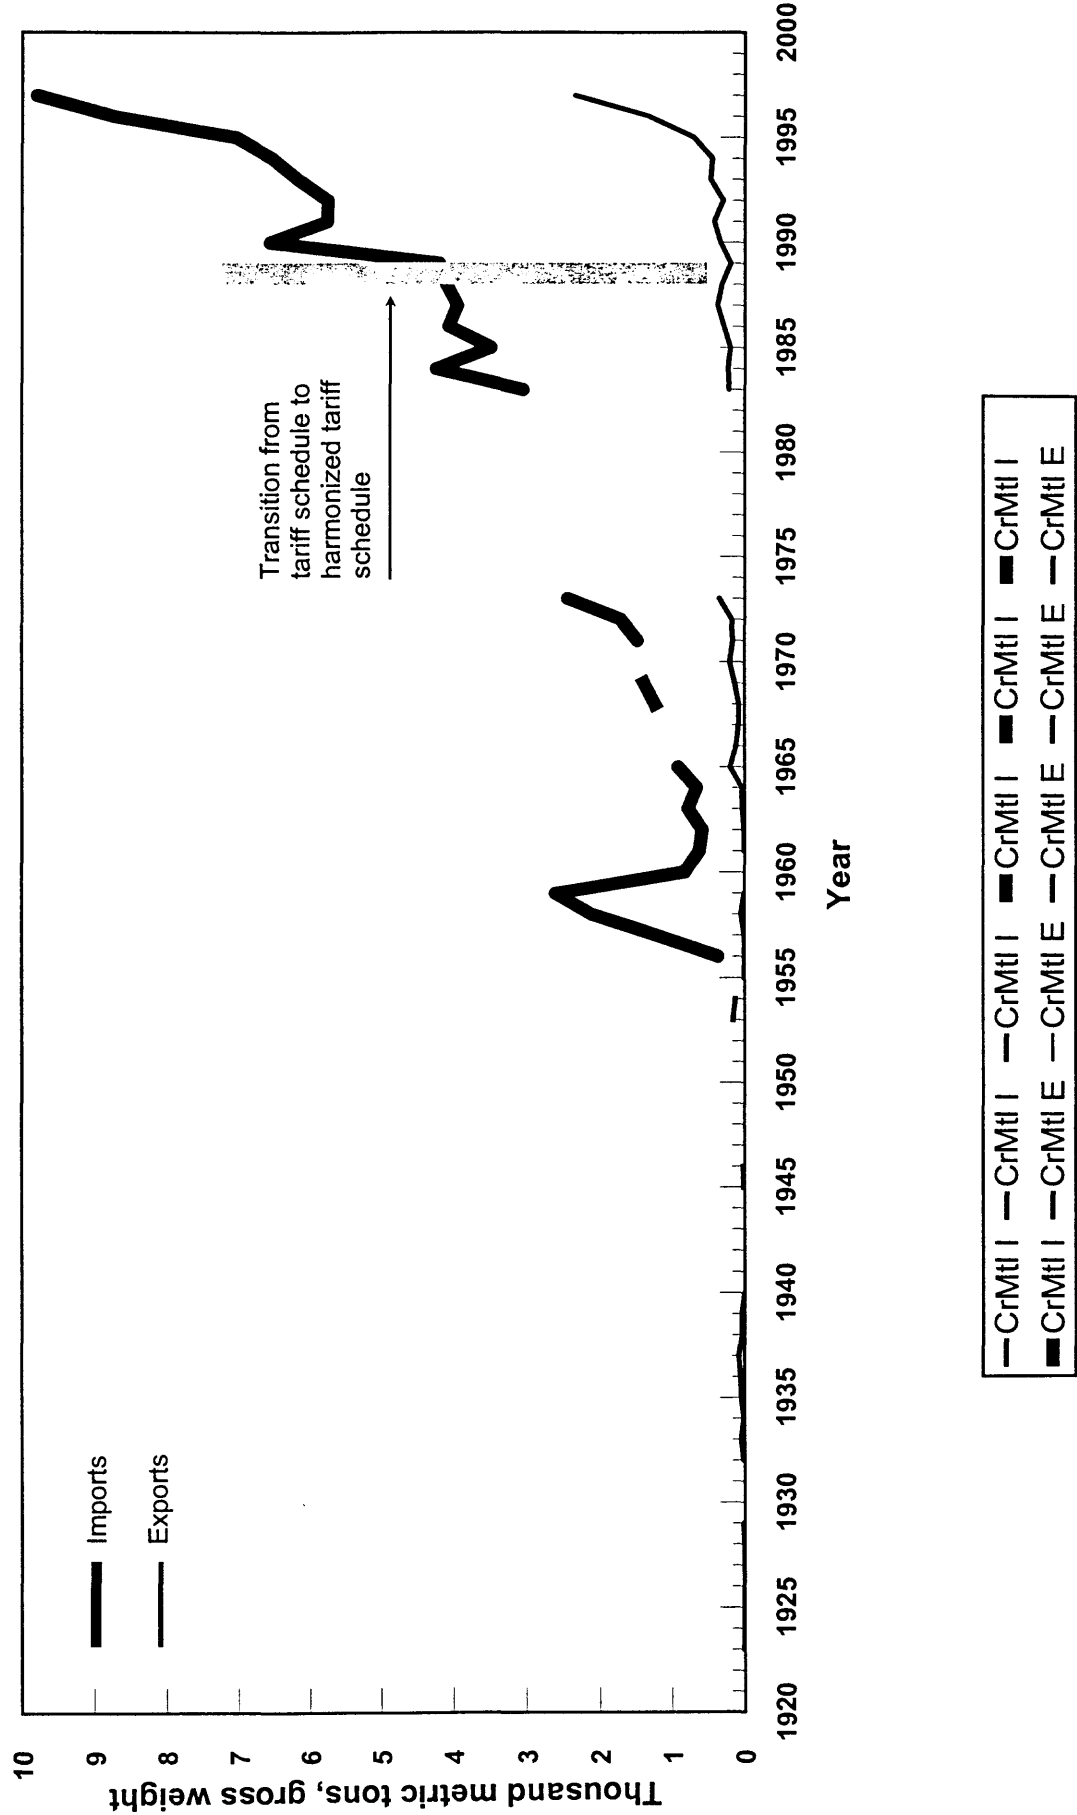 Thousand metric tons, gross weight
10
9
8
7
6
5
4
3
2
1
0
Imports
Exports
Transition from
tariff schedule to
harmonized tariff
schedule
1920 1925 1930 1935 1940 1945 1950 1955 1960 1965 1970 1975 1980 1985 1990 1995 2000
Year
CrMtl I CrMtl I CrMtl I CrMtl I CrMtl I CrMtl I
CrMtl I CrMtl E CrMtl E CrMtl E CrMtl E CrMtl E